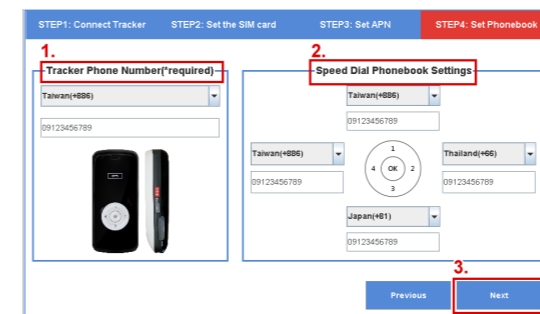 STEP1: Connect Tracker STEP2: Set the SIM card STEP3: Set APN STEP4: Set Phonebook
1. 2.
Tracker Phone Number(*required) Speed Dial Phonebook Settings
Taiwan(+886) Taiwan(+886)
09123456789 09123456789
Taiwan(+886) 1 Thailand(+66)
4 OK 2
09123456789 3 09123456789
Japan(+81)
09123456789
3.
Previous Next